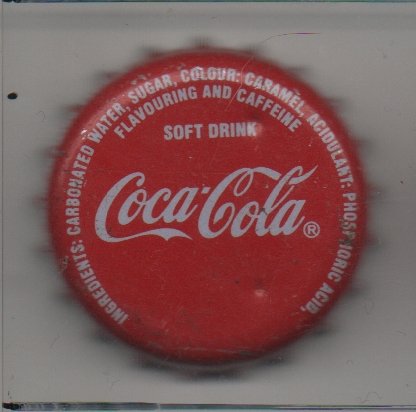 INGREDIENTS: CARBONATED WATER, SUGAR, COLOUR: CARAMEL, ACIDULANT: PHOSPHORIC ACID,
FLAVOURING AND CAFFEINE
SOFT DRINK
Coca-Cola®